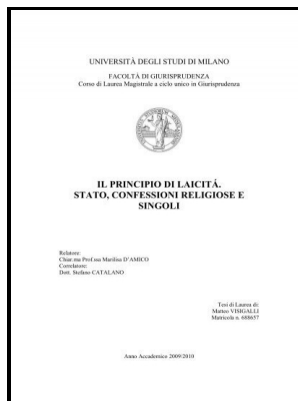 UNIVERSITÀ DEGLI STUDI DI MILANO
FACOLTÀ DI GIURISPRUDENZA
Corso di Laurea Magistrale a ciclo unico in Giurisprudenza
IL PRINCIPIO DI LAICITÁ.
STATO, CONFESSIONI RELIGIOSE E
SINGOLI
Relatore:
Chiar.ma Prof.ssa Marilisa D'AMICO
Correlatore:
Dott. Stefano CATALANO
Tesi di Laurea di:
Matteo VISIGALLI
Matricola n. 698657
Anno Accademico 2009/2010